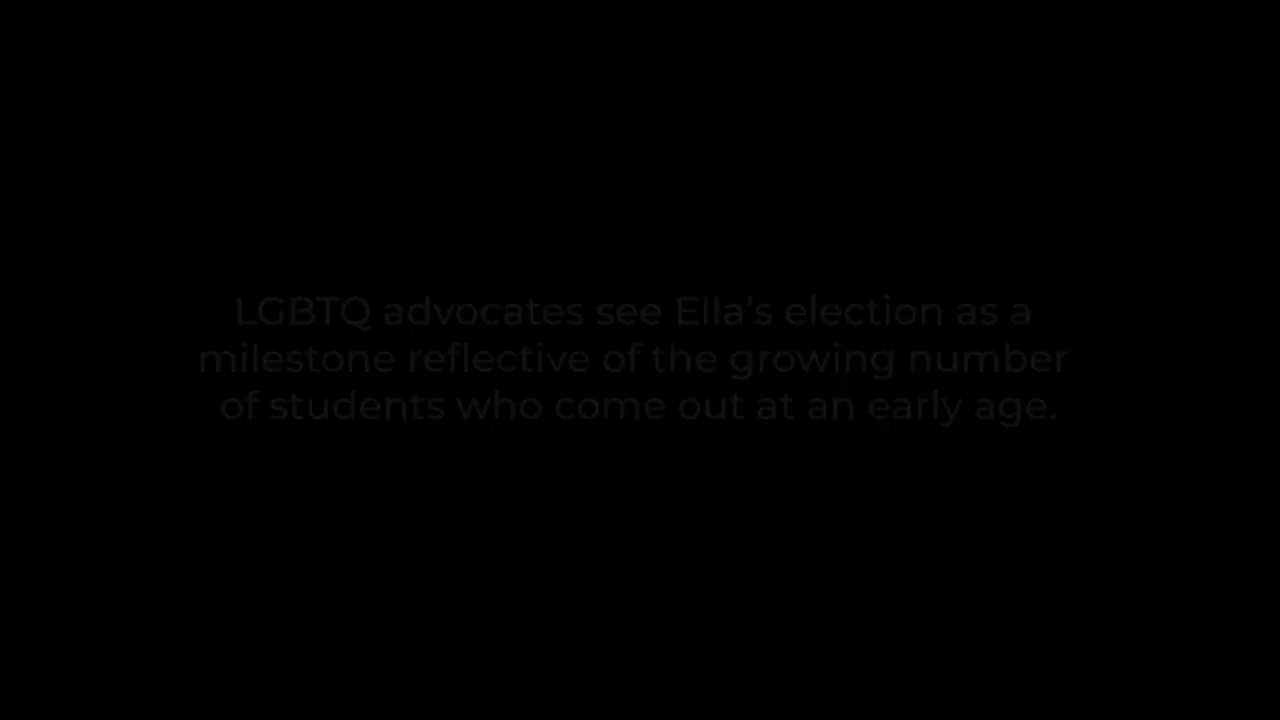 LGBTQ advocates see Ella's election as a
milestone reflective of the growing number
of students who come out at an early age.